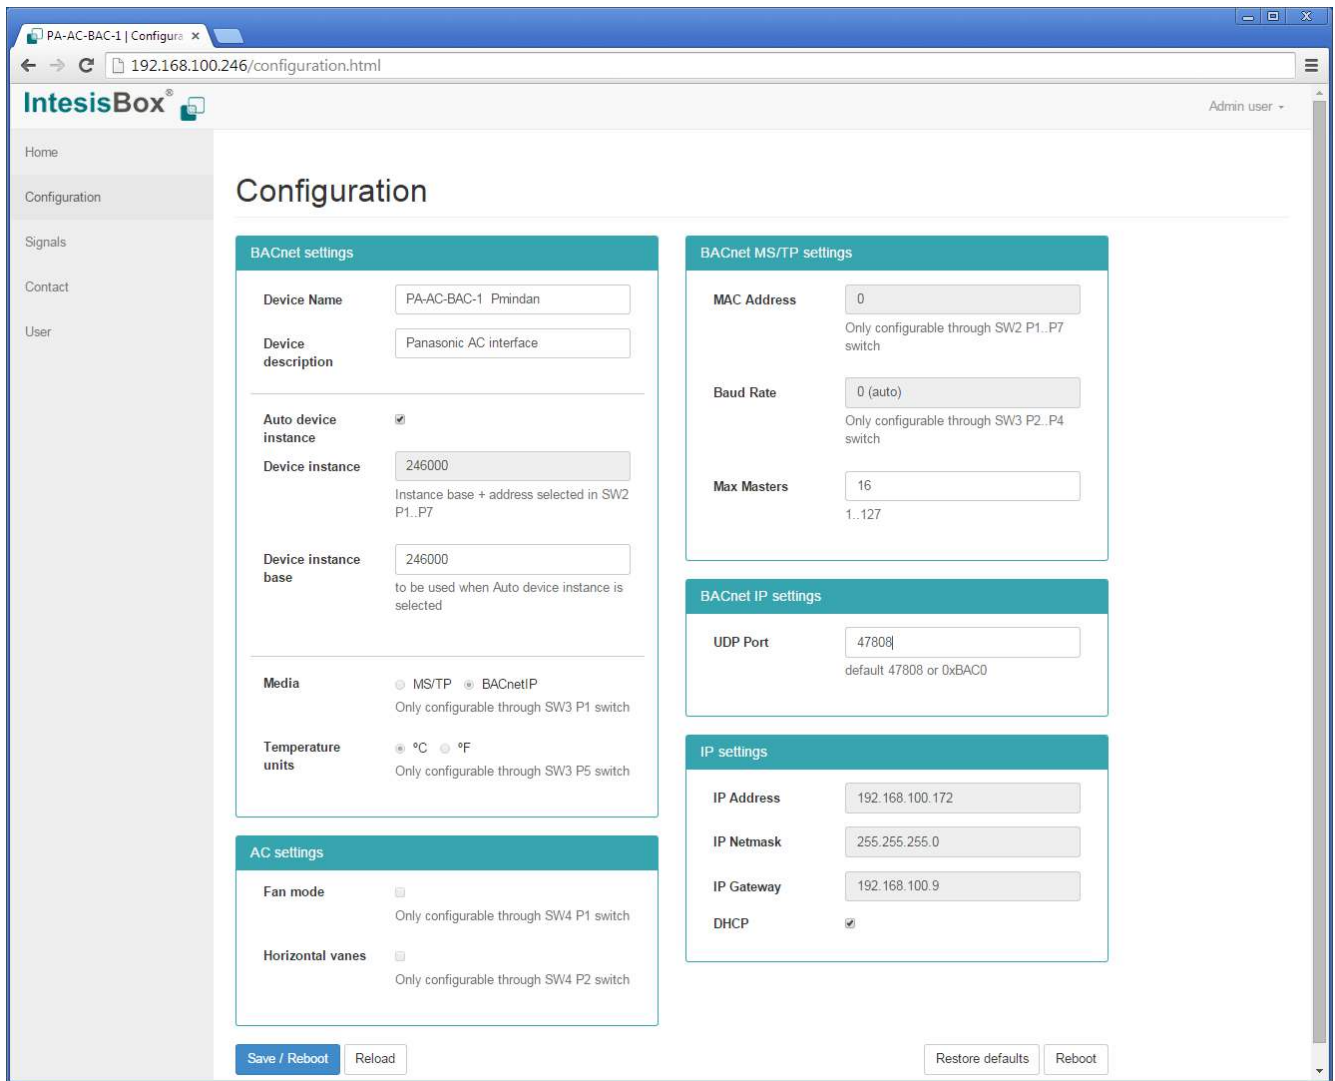 PA-AC-BAC-1 | Configura
192.168.100.246/configuration.html
IntesisBox®
Admin user
Home
Configuration
Signals
Contact
User
Configuration
BACnet settings
Device Name
PA-AC-BAC-1 Pmindan
Device
description
Panasonic AC interface
Auto device
instance
Device instance
246000
Instance base + address selected in SW2
P1..P7
Device instance
base
246000
to be used when Auto device instance is
selected
Media
MS/TP BACnetIP
Only configurable through SW3 P1 switch
Temperature
units
ºC ºF
Only configurable through SW3 P5 switch
AC settings
Fan mode
Only configurable through SW4 P1 switch
Horizontal vanes
Only configurable through SW4 P2 switch
BACnet MS/TP settings
MAC Address
0
Only configurable through SW2 P1..P7
switch
Baud Rate
0 (auto)
Only configurable through SW3 P2..P4
switch
Max Masters
16
1..127
BACnet IP settings
UDP Port
47808
default 47808 or 0xBAC0
IP settings
IP Address
192.168.100.172
IP Netmask
255.255.255.0
IP Gateway
192.168.100.9
DHCP
Save / Reboot
Reload
Restore defaults
Reboot